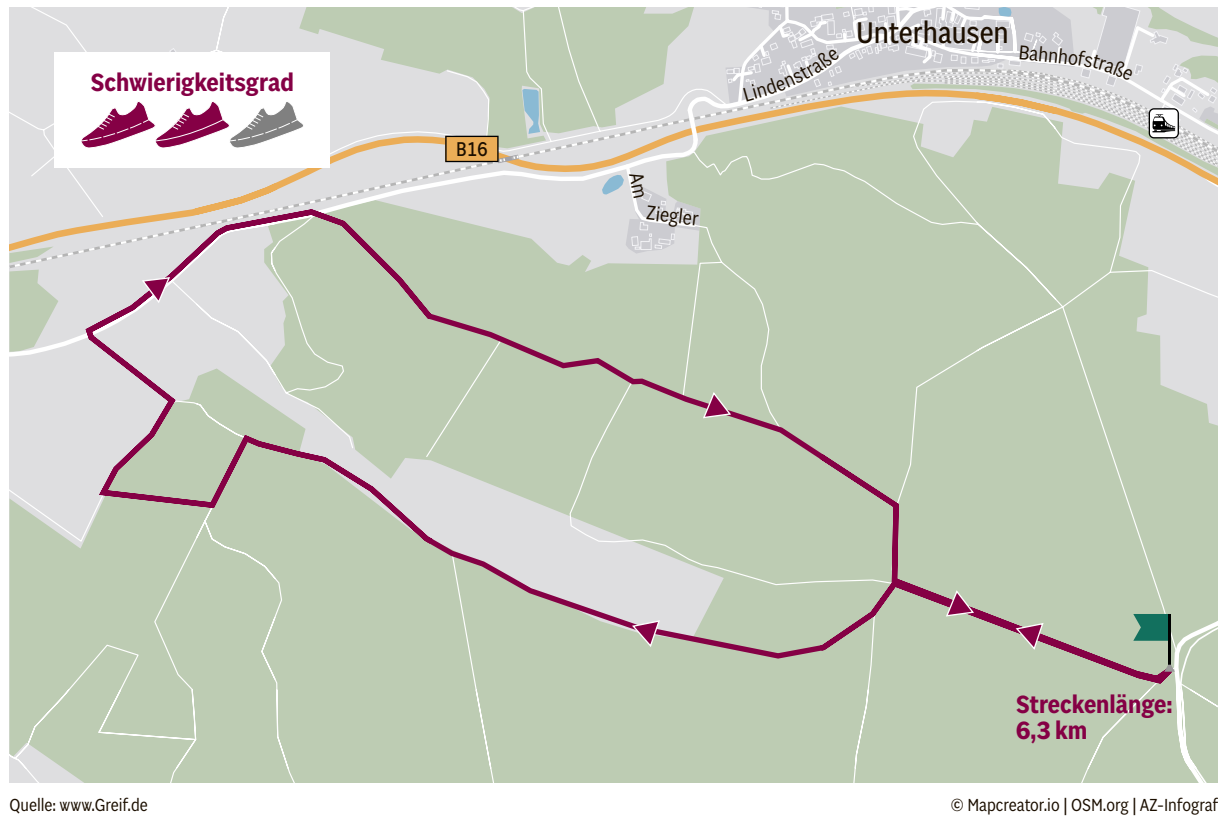 Unterhausen
Bahnhofstraße
Lindenstraße
Schwierigkeitsgrad
B16
Am
Ziegler
Streckenlänge:
6,3 km
Quelle: www.Greif.de
© Mapcreator.io | OSM.org | AZ-Infograf